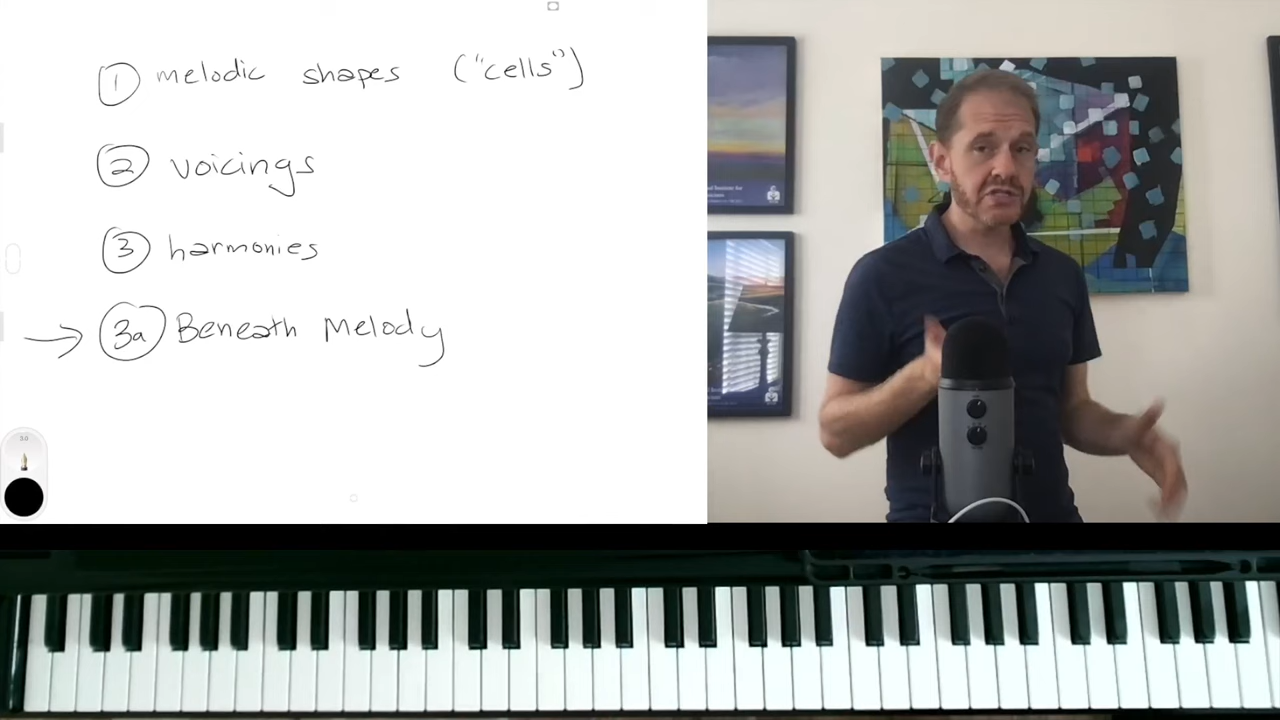 ① melodic shapes ("cells")
② voicings
③ harmonies
→ 3a Beneath Melody